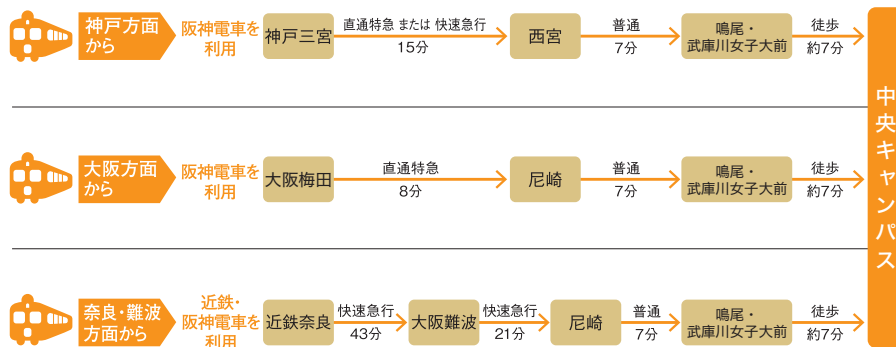 神戸方面
から
阪神電車を
利用
神戸三宮
直通特急 または 快速急行
15分
西宮
普通
7分
鳴尾・
武庫川女子大前
徒歩
約7分
大阪方面
から
阪神電車を
利用
大阪梅田
直通特急
8分
尼崎
普通
7分
鳴尾・
武庫川女子大前
徒歩
約7分
奈良・難波
方面から
近鉄・
阪神電車を
利用
近鉄奈良
快速急行
43分
大阪難波
快速急行
21分
尼崎
普通
7分
鳴尾・
武庫川女子大前
徒歩
約7分
中央キャンパス